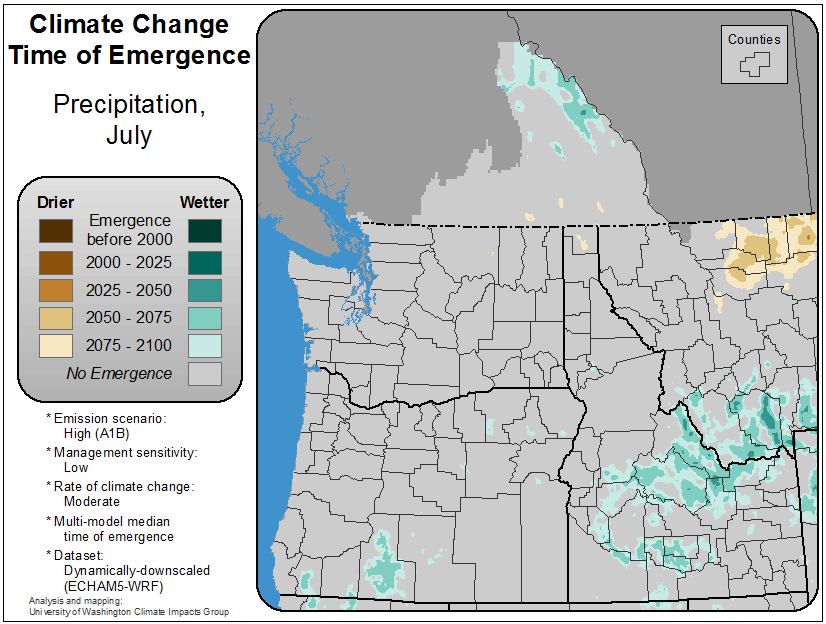 Climate Change
Time of Emergence
Precipitation,
July
Drier
Wetter
Emergence
before 2000
2000 - 2025
2025 - 2050
2050 - 2075
2075 - 2100
No Emergence
* Emission scenario:
High (A1B)
* Management sensitivity:
Low
* Rate of climate change:
Moderate
* Multi-model median
time of emergence
* Dataset:
Dynamically-downscaled
(ECHAM5-WRF)
Analysis and mapping:
University of Washington Climate Impacts Group
Counties